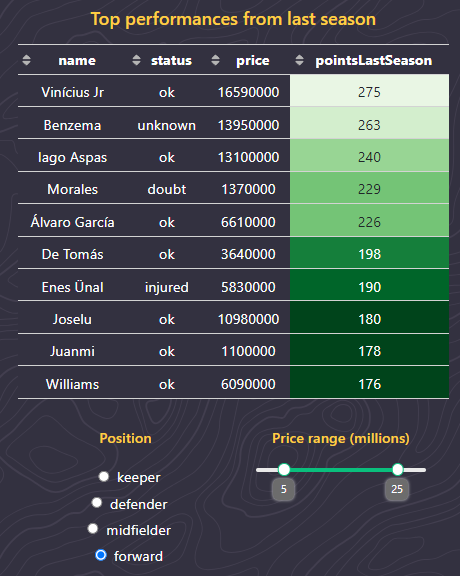 Top performances from last season
name status price pointsLastSeason
Vinícius Jr ok 16590000 275
Benzema unknown 13950000 263
Iago Aspas ok 13100000 240
Morales doubt 1370000 229
Álvaro García ok 6610000 226
De Tomás ok 3640000 198
Enes Ünal injured 5830000 190
Joselu ok 10980000 180
Juanmi ok 1100000 178
Williams ok 6090000 176
Position Price range (millions)
5 25
keeper
defender
midfielder
forward